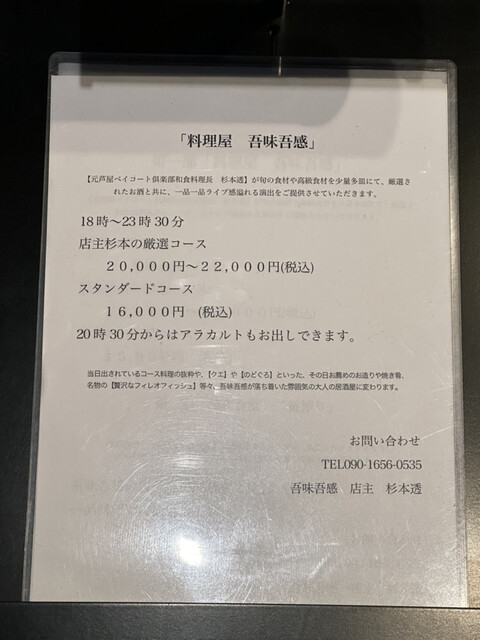 「料理屋　吾味吾感」
【元芦屋ベイコート倶楽部和食料理長　杉本透】が旬の食材や高級食材を少量多皿にて、厳選さ
れたお酒と共に、一品一品ライブ感溢れる演出をご提供させていただきます。
18時〜23時30分
店主杉本の厳選コース
２０,０００円〜２２,０００円(税込)
スタンダードコース
１６,０００円　(税込)
20時30分からはアラカルトもお出しできます。
当日出されているコース料理の抜粋や、【クエ】や【のどぐろ】といった、その日お薦めのお造りや焼き肴、
名物の【贅沢なフィレオフィッシュ】等々、吾味吾感が落ち着いた雰囲気の大人の居酒屋に変わります。
お問い合わせ
TEL090-1656-0535
吾味吾感　店主　杉本透